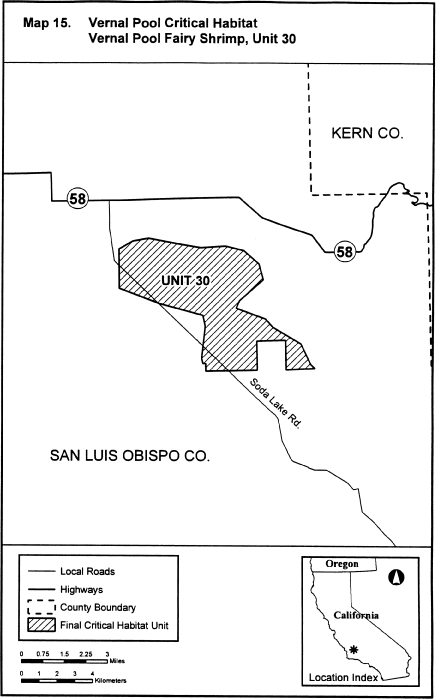 Map 15. Vernal Pool Critical Habitat
Vernal Pool Fairy Shrimp, Unit 30
KERN CO.
58
58
UNIT 30
Soda Lake Rd.
SAN LUIS OBISPO CO.
Local Roads
Highways
County Boundary
Final Critical Habitat Unit
0 0.75 1.5 2.25 3
Miles
0 1 2 3 4
Kilometers
Oregon
California
Location Index